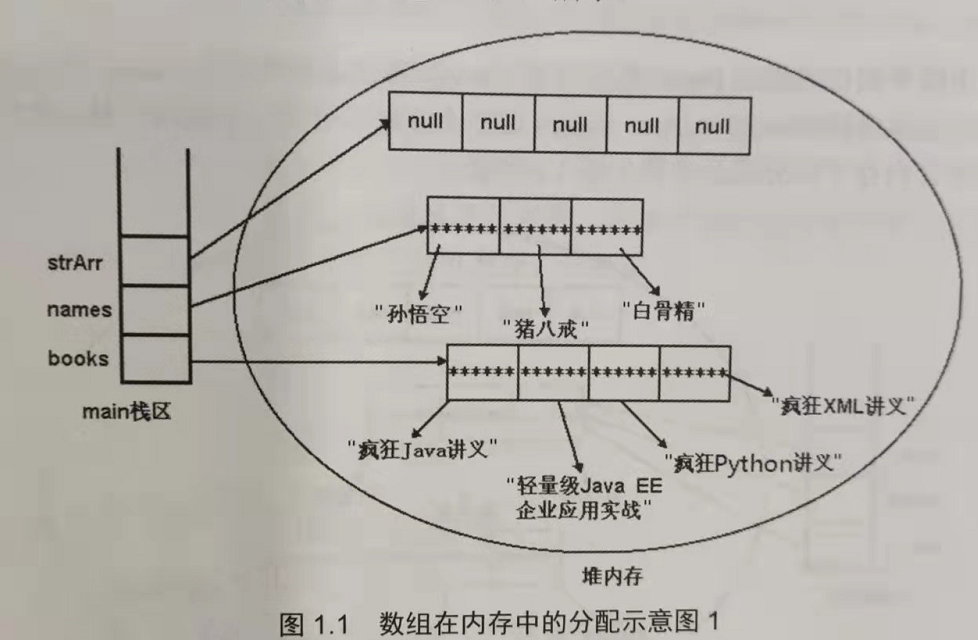 null null null null null
strArr
****** ****** ******
names
"孙悟空"
"猪八戒"
"白骨精"
books
****** ****** ****** ******
main栈区
"疯狂XML讲义"
"疯狂Java讲义"
"疯狂Python讲义"
"轻量级Java EE
企业应用实战"
堆内存
图 1.1 数组在内存中的分配示意图 1